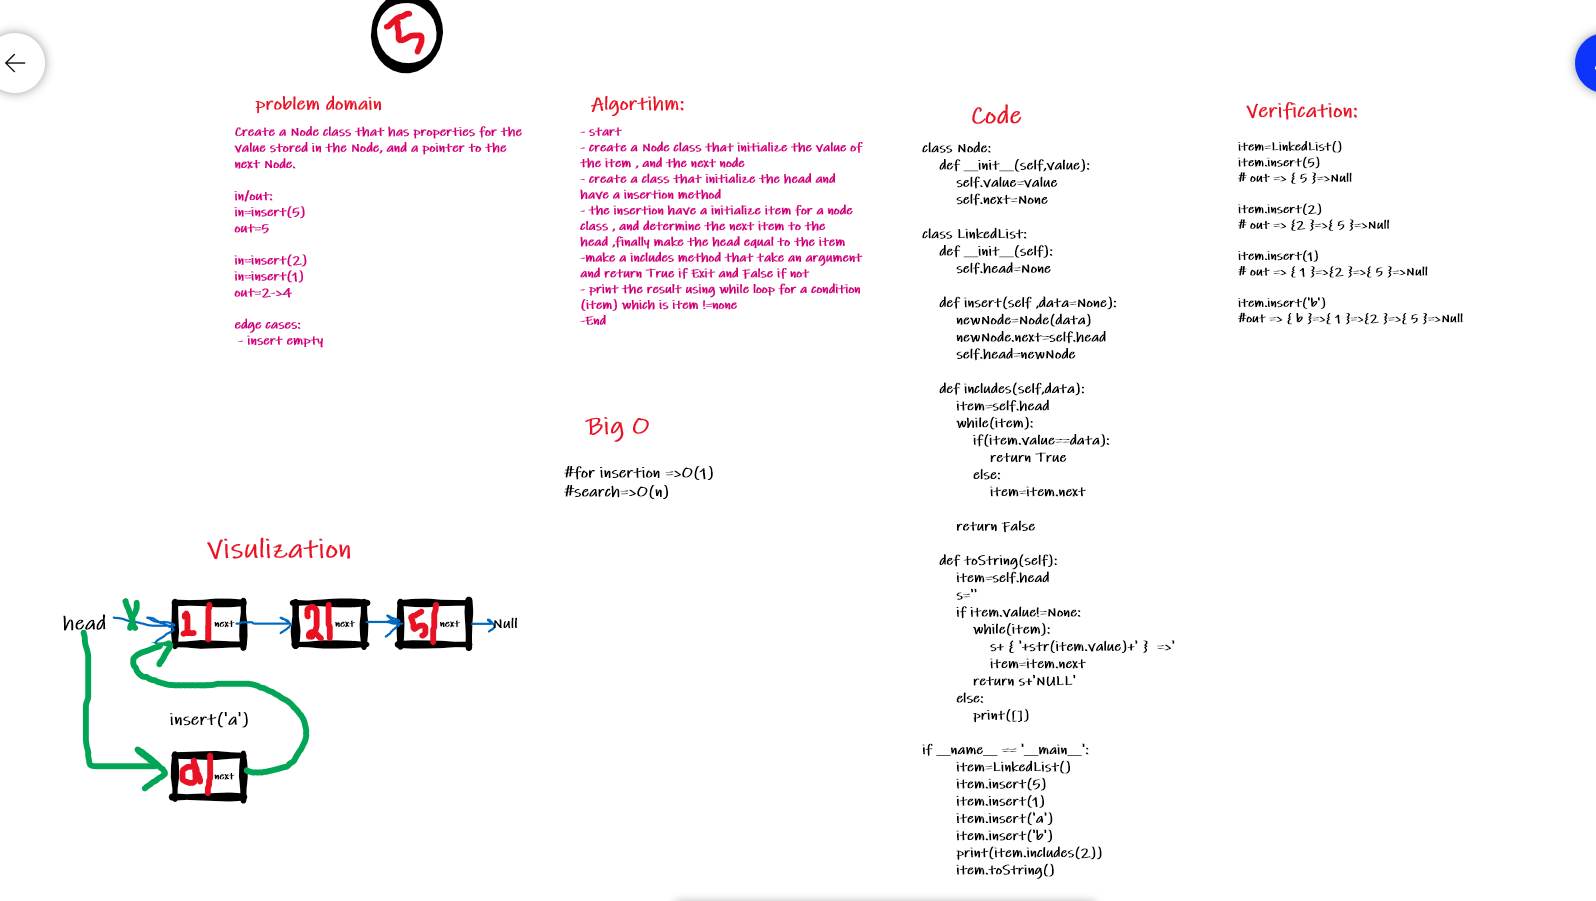 5
problem domain
Create a Node class that has properties for the
value stored in the Node, and a pointer to the
next Node.
in/out:
in=insert(5)
out=5
in=insert(2)
in=insert(1)
out=2->4
edge cases:
- insert empty
Algortihm:
- start
- create a Node class that initialize the value of
the item , and the next node
- create a class that initialize the head and
have a insertion method
- the insertion have a initialize item for a node
class , and determine the next item to the
head ,finally make the head equal to the item
-make a includes method that take an argument
and return True if Exit and False if not
- print the result using while loop for a condition
(item) which is item !=none
-End
Big O
#for insertion =>O(1)
#search=>O(n)
Code
class Node:
def __init__(self,value):
self.value=value
self.next=None
class LinkedList:
def __init__(self):
self.head=None
def insert(self ,data=None):
newNode=Node(data)
newNode.next=self.head
self.head=newNode
def includes(self,data):
item=self.head
while(item):
if(item.value==data):
return True
else:
item=item.next
return False
def toString(self):
item=self.head
s=''
if item.value!=None:
while(item):
s+ { '+str(item.value)+' } =>'
item=item.next
return s+'NULL'
else:
print([])
if __name__ == '__main__':
item=LinkedList()
item.insert(5)
item.insert(1)
item.insert('a')
item.insert('b')
print(item.includes(2))
item.toString()
Verification:
item=LinkedList()
item.insert(5)
# out => { 5 }=>Null
item.insert(2)
# out => {2 }=>{ 5 }=>Null
item.insert(1)
# out => { 1 }=>{2 }=>{ 5 }=>Null
item.insert('b')
#out => { b }=>{ 1 }=>{2 }=>{ 5 }=>Null
Visulization
head 1 next 2 next 5 next Null
insert('a')
a next